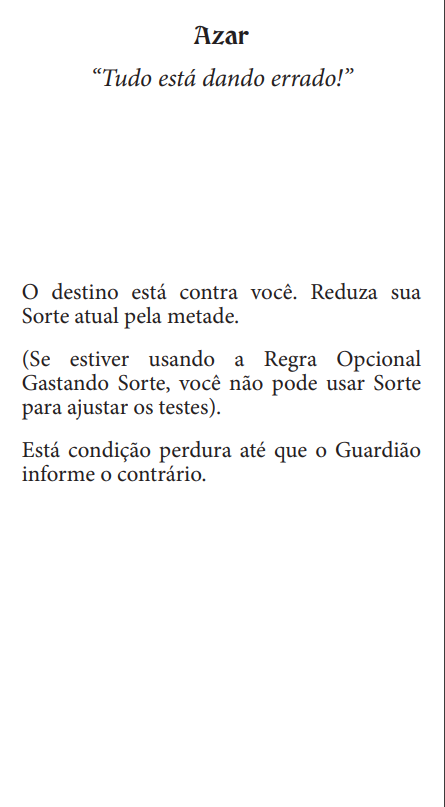 Azar
“Tudo está dando errado!”
O destino está contra você. Reduza sua
Sorte atual pela metade.
(Se estiver usando a Regra Opcional
Gastando Sorte, você não pode usar Sorte
para ajustar os testes).
Está condição perdura até que o Guardião
informe o contrário.